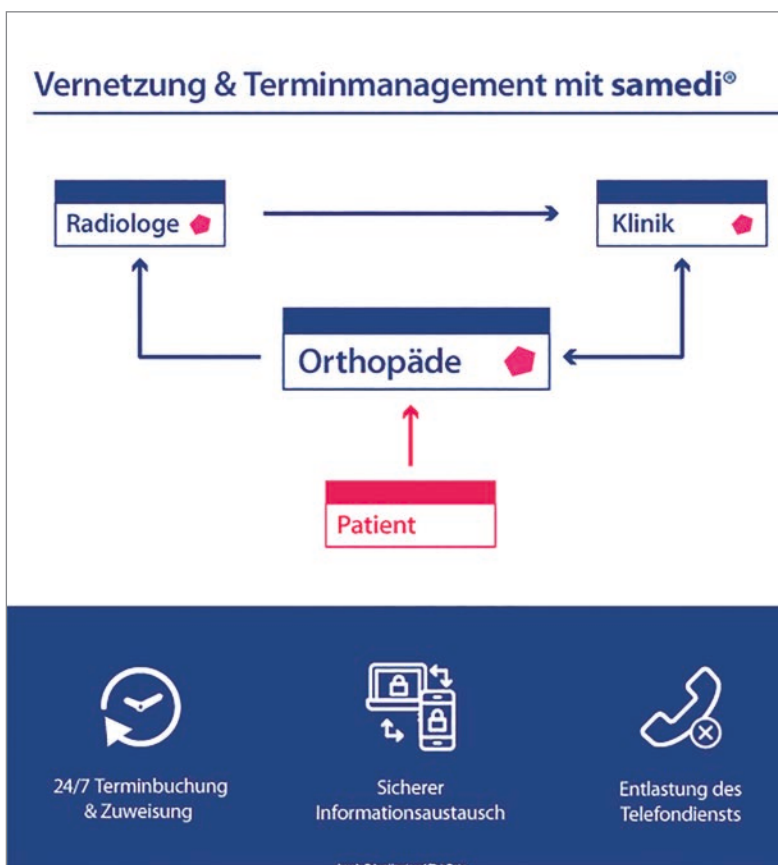 Vernetzung & Terminmanagement mit samedi®
Radiologe
Klinik
Orthopäde
Patient
24/7 Terminbuchung
& Zuweisung
Sicherer
Informationsaustausch
Entlastung des
Telefondiensts